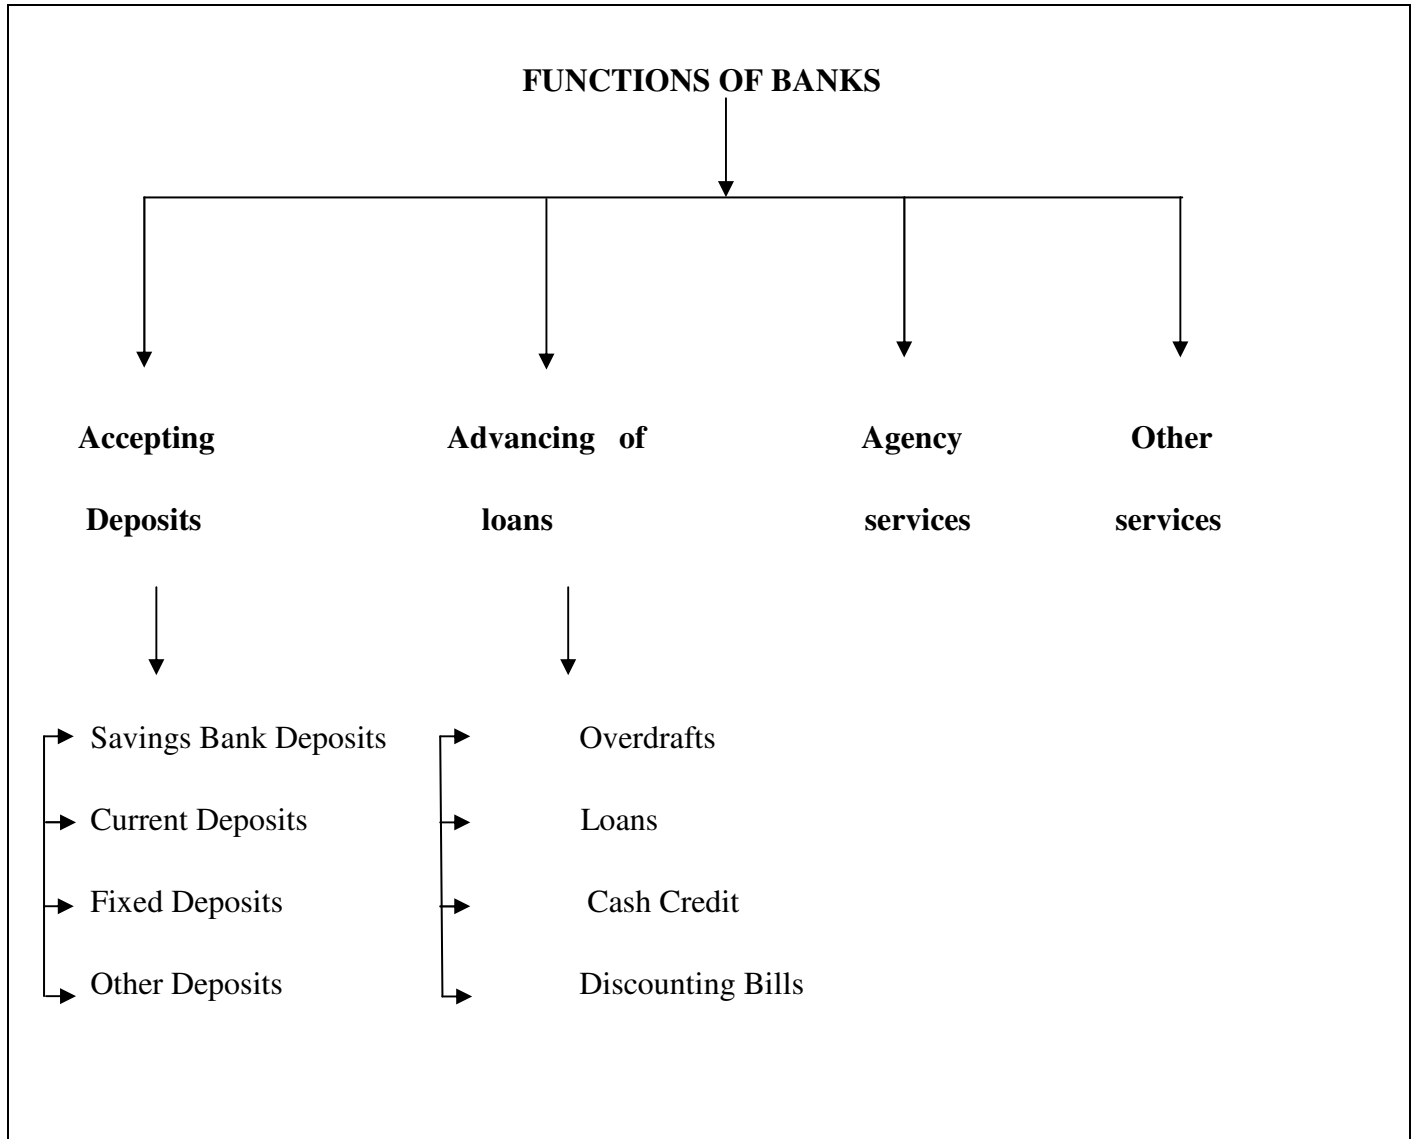 FUNCTIONS OF BANKS
Accepting Advancing of Agency Other
Deposits loans services services
Savings Bank Deposits Overdrafts
Current Deposits Loans
Fixed Deposits Cash Credit
Other Deposits Discounting Bills